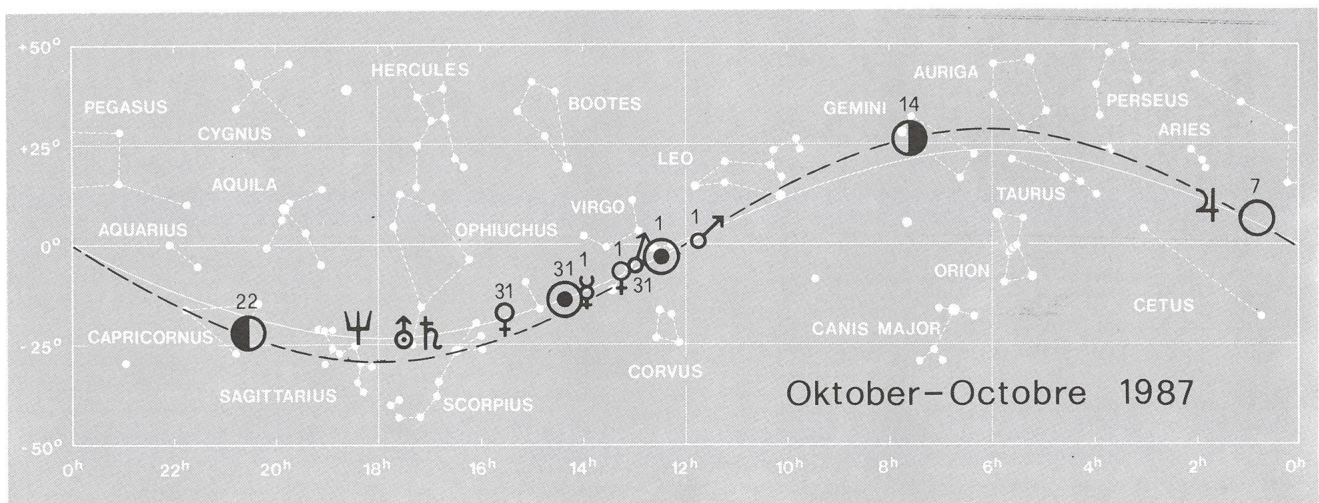 +50°
HERCULES
AURIGA
PEGASUS
BOOTES
GEMINI
14
PERSEUS
CYGNUS
ARIES
+25°
LEO
AQUILA
TAURUS
7
VIRGO
1
1
AQUARIUS
OPHIUCHUS
0°
1
31
1
31
ORION
31
22
CETUS
CAPRICORNUS
CANIS MAJOR
-25°
CORVUS
SAGITTARIUS
SCORPIUS
Oktober–Octobre 1987
-50°
0h 22h 20h 18h 16h 14h 12h 10h 8h 6h 4h 2h 0h